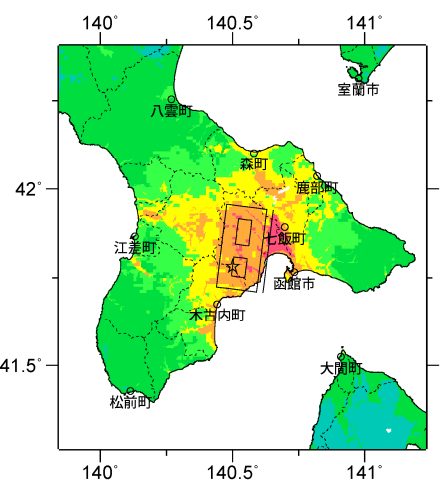 140° 140.5° 141°
室蘭市
八雲町
森町
鹿部町
42°
七飯町
江差町
函館市
木古内町
41.5°
大間町
松前町
140° 140.5° 141°